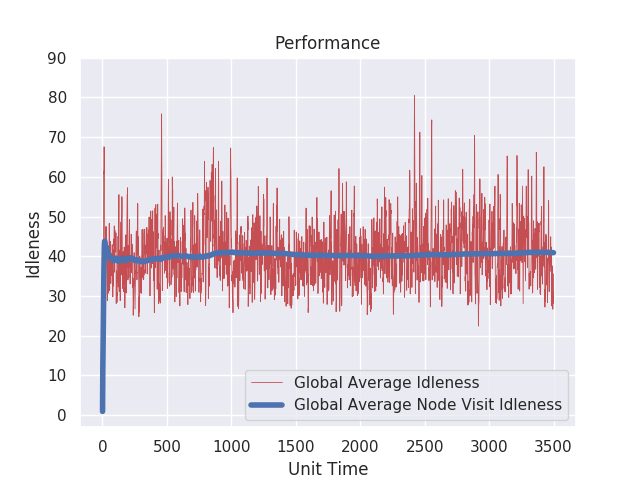 Performance
90
80
70
60
50
40
30
20
10
0
Idleness
Global Average Idleness
Global Average Node Visit Idleness
0 500 1000 1500 2000 2500 3000 3500
Unit Time